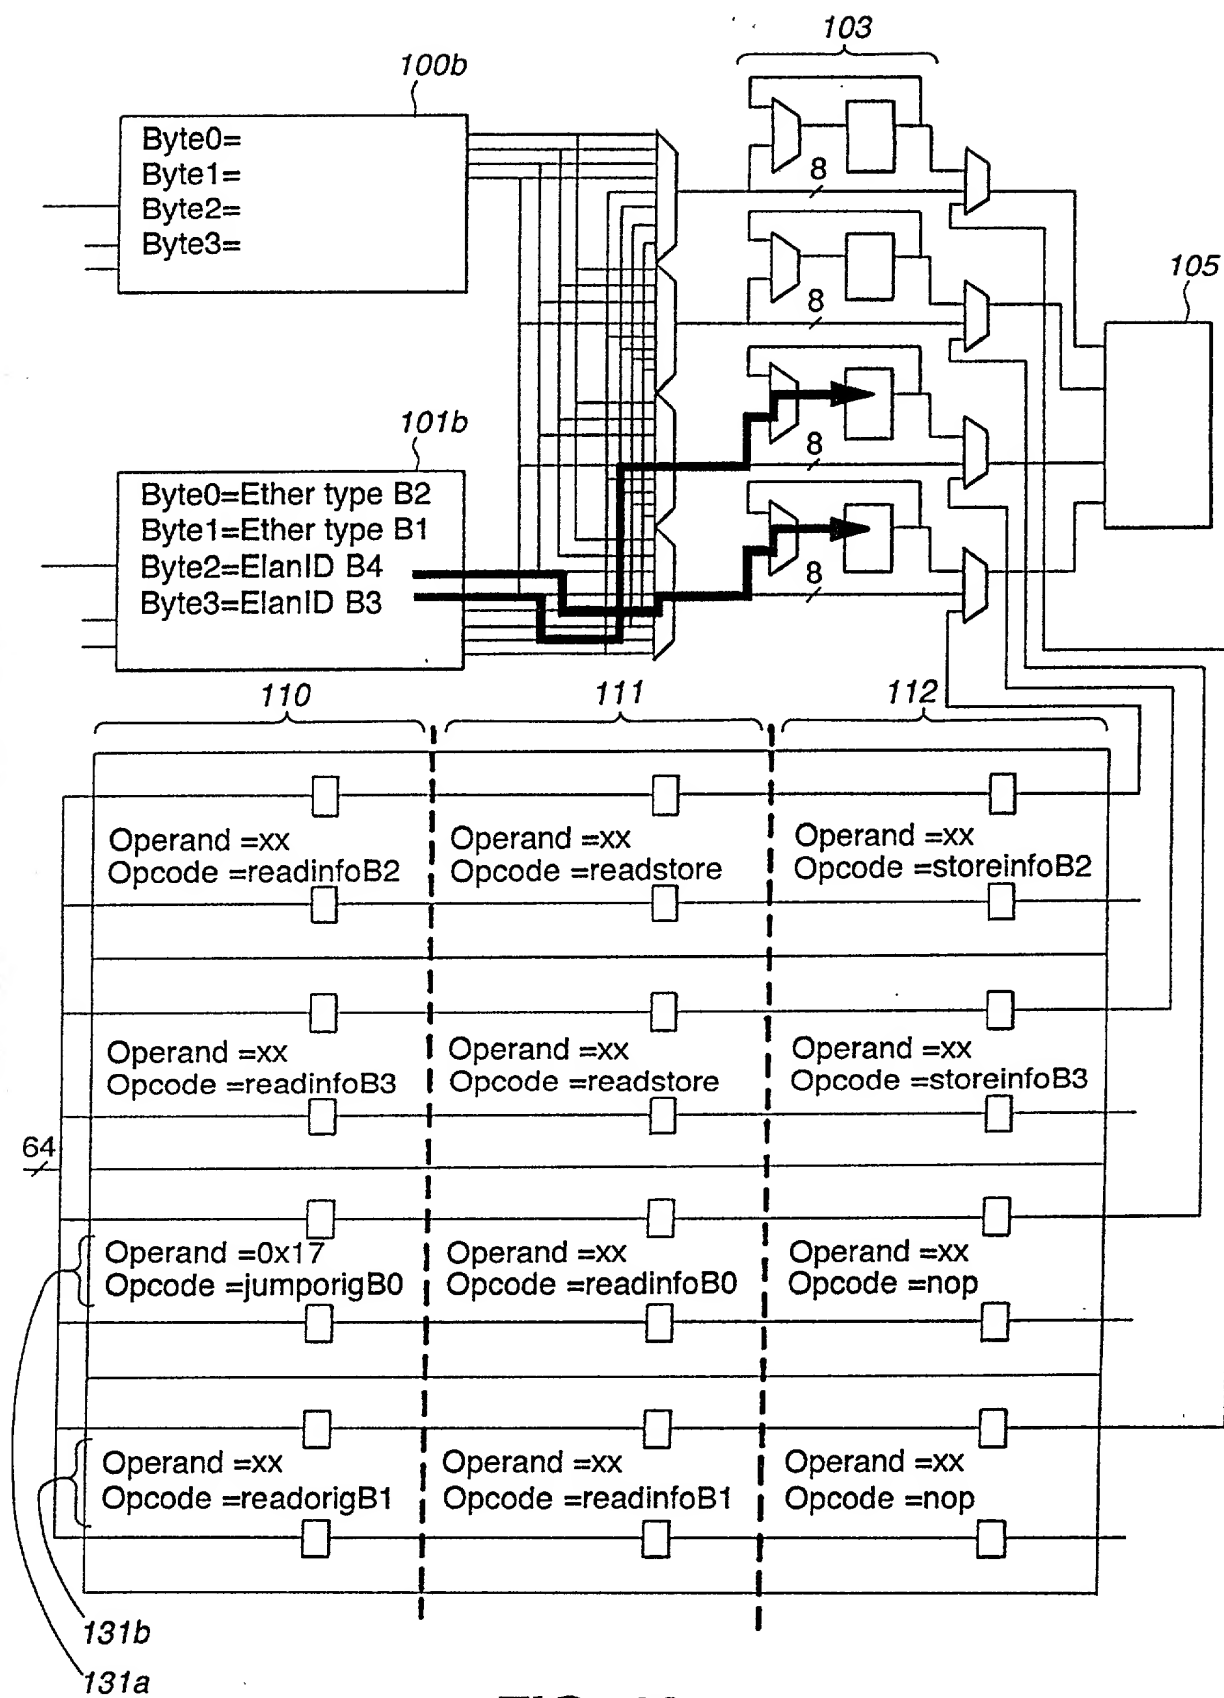 103
100b
Byte0=
Byte1=
Byte2=
Byte3=
8
8
105
101b
8
Byte0=Ether type B2
Byte1=Ether type B1
Byte2=ElanID B4
Byte3=ElanID B3
8
110 111 112
Operand =xx Operand =xx Operand =xx
Opcode =readinfoB2 Opcode =readstore Opcode =storeinfoB2
Operand =xx Operand =xx Operand =xx
Opcode =readinfoB3 Opcode =readstore Opcode =storeinfoB3
64
Operand =0x17 Operand =xx Operand =xx
Opcode =jumporigB0 Opcode =readinfoB0 Opcode =nop
Operand =xx Operand =xx Operand =xx
Opcode =readorigB1 Opcode =readinfoB1 Opcode =nop
131b
131a